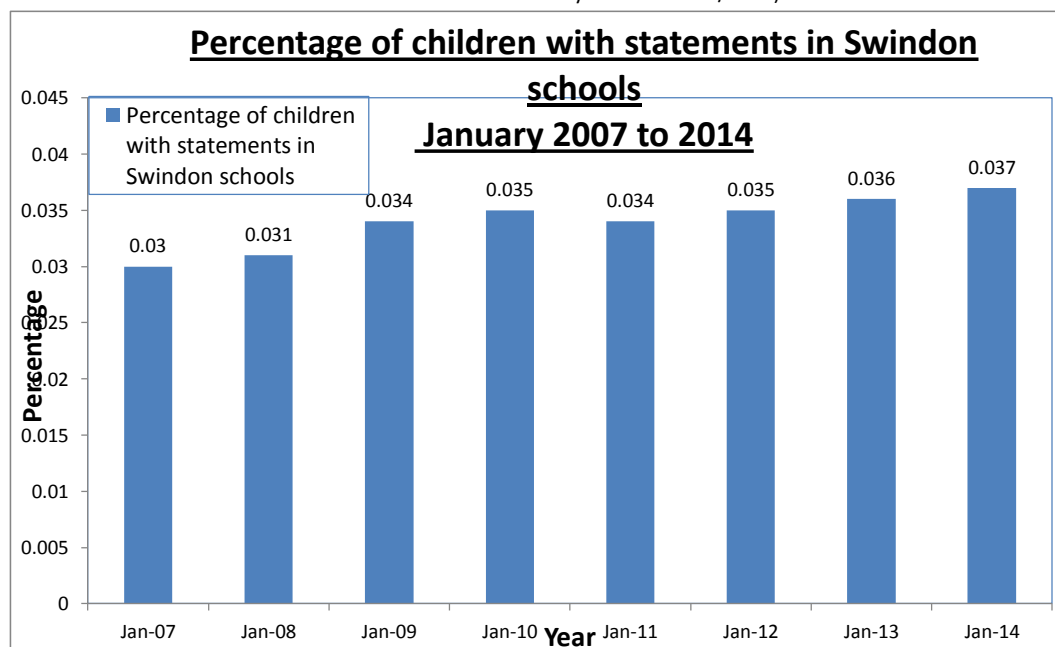 Percentage of children with statements in Swindon
schools
January 2007 to 2014
Percentage of children
with statements in
Swindon schools
Percentage
0.045
0.04
0.035
0.03
0.025
0.02
0.015
0.01
0.005
0
0.03
0.031
0.034
0.035
0.034
0.035
0.036
0.037
Jan-07
Jan-08
Jan-09
Jan-10
Jan-11
Jan-12
Jan-13
Jan-14
Year